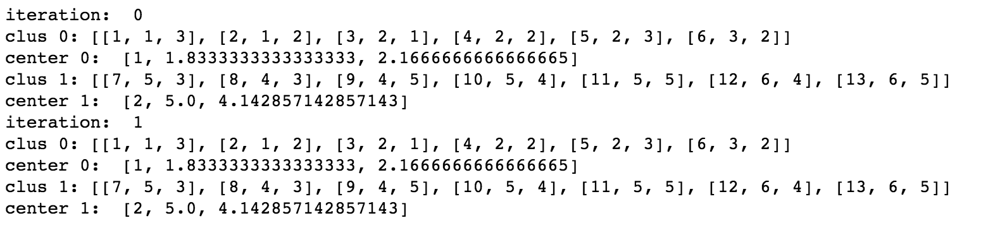 iteration:  0
clus 0: [[1, 1, 3], [2, 1, 2], [3, 2, 1], [4, 2, 2], [5, 2, 3], [6, 3, 2]]
center 0:  [1, 1.8333333333333333, 2.1666666666666665]
clus 1: [[7, 5, 3], [8, 4, 3], [9, 4, 5], [10, 5, 4], [11, 5, 5], [12, 6, 4], [13, 6, 5]]
center 1:  [2, 5.0, 4.142857142857143]
iteration:  1
clus 0: [[1, 1, 3], [2, 1, 2], [3, 2, 1], [4, 2, 2], [5, 2, 3], [6, 3, 2]]
center 0:  [1, 1.8333333333333333, 2.1666666666666665]
clus 1: [[7, 5, 3], [8, 4, 3], [9, 4, 5], [10, 5, 4], [11, 5, 5], [12, 6, 4], [13, 6, 5]]
center 1:  [2, 5.0, 4.142857142857143]